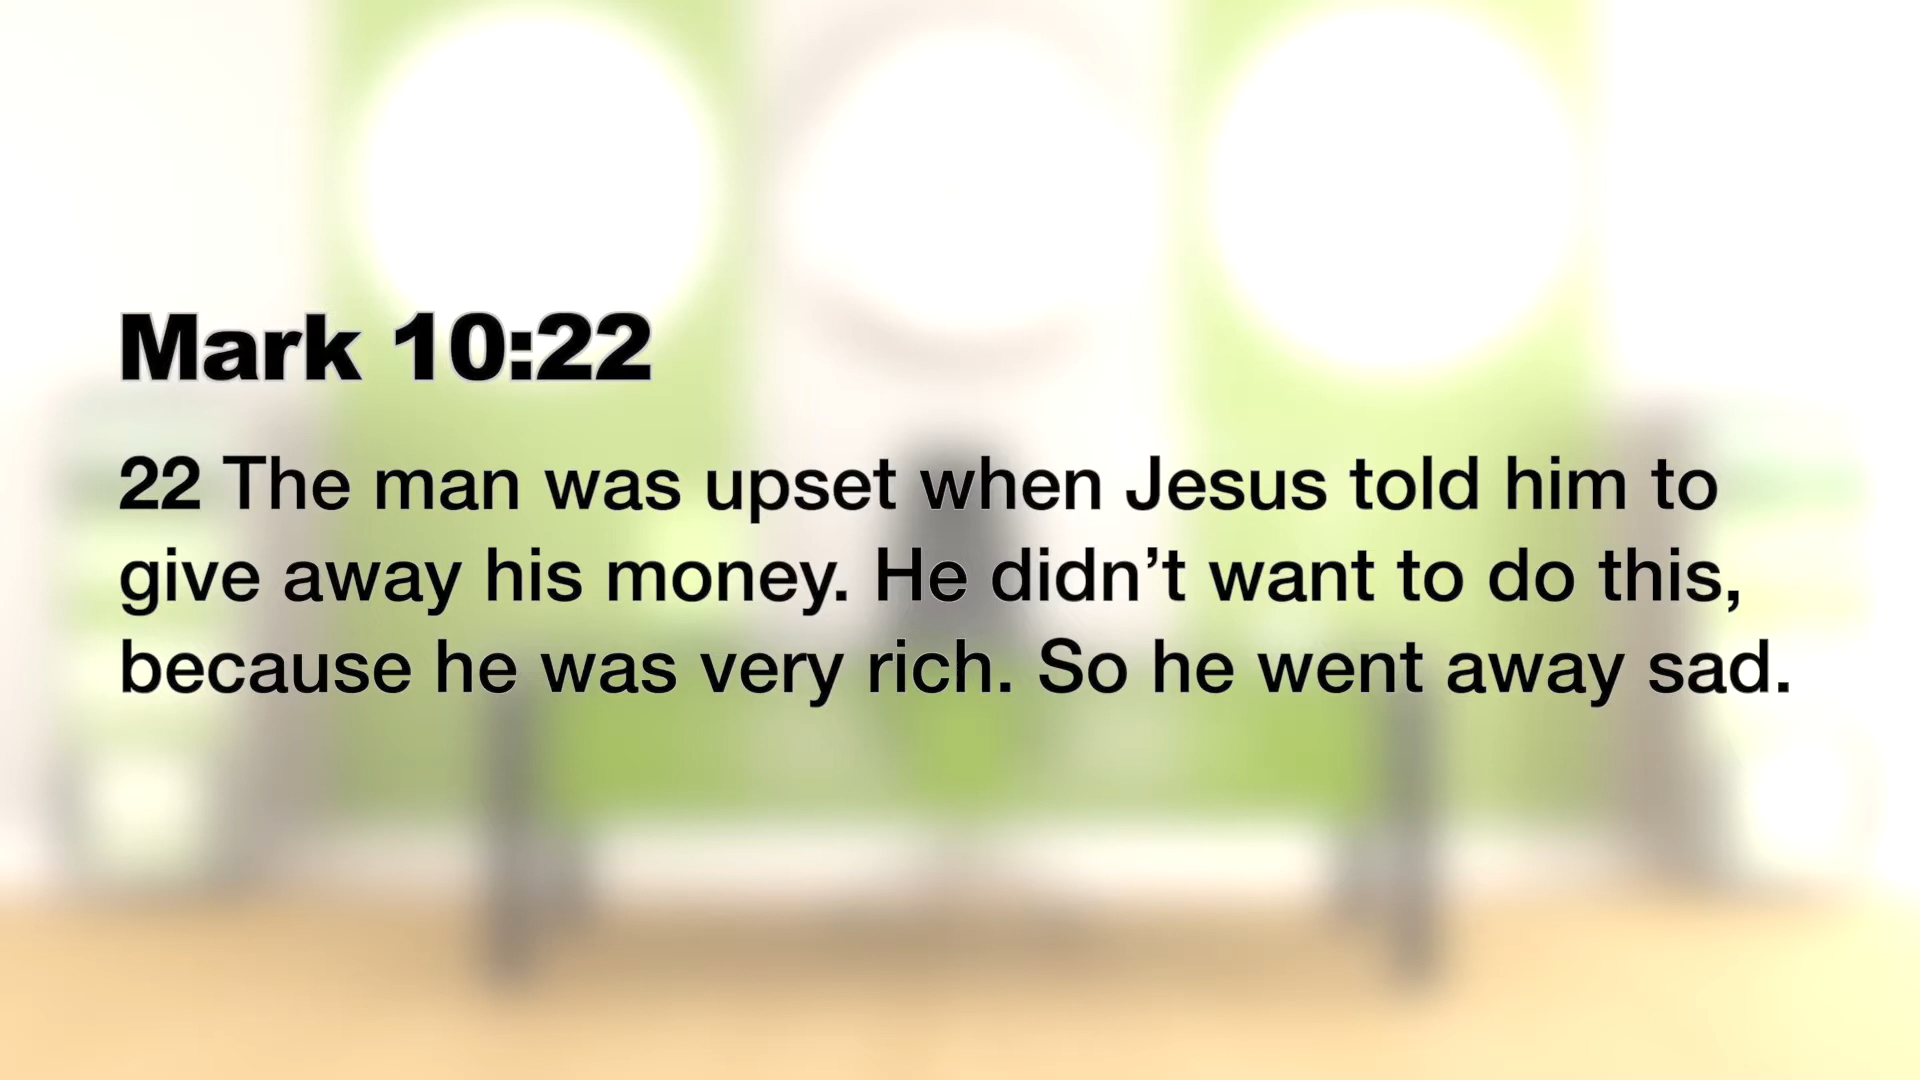 Mark 10:22
22 The man was upset when Jesus told him to
give away his money. He didn’t want to do this,
because he was very rich. So he went away sad.